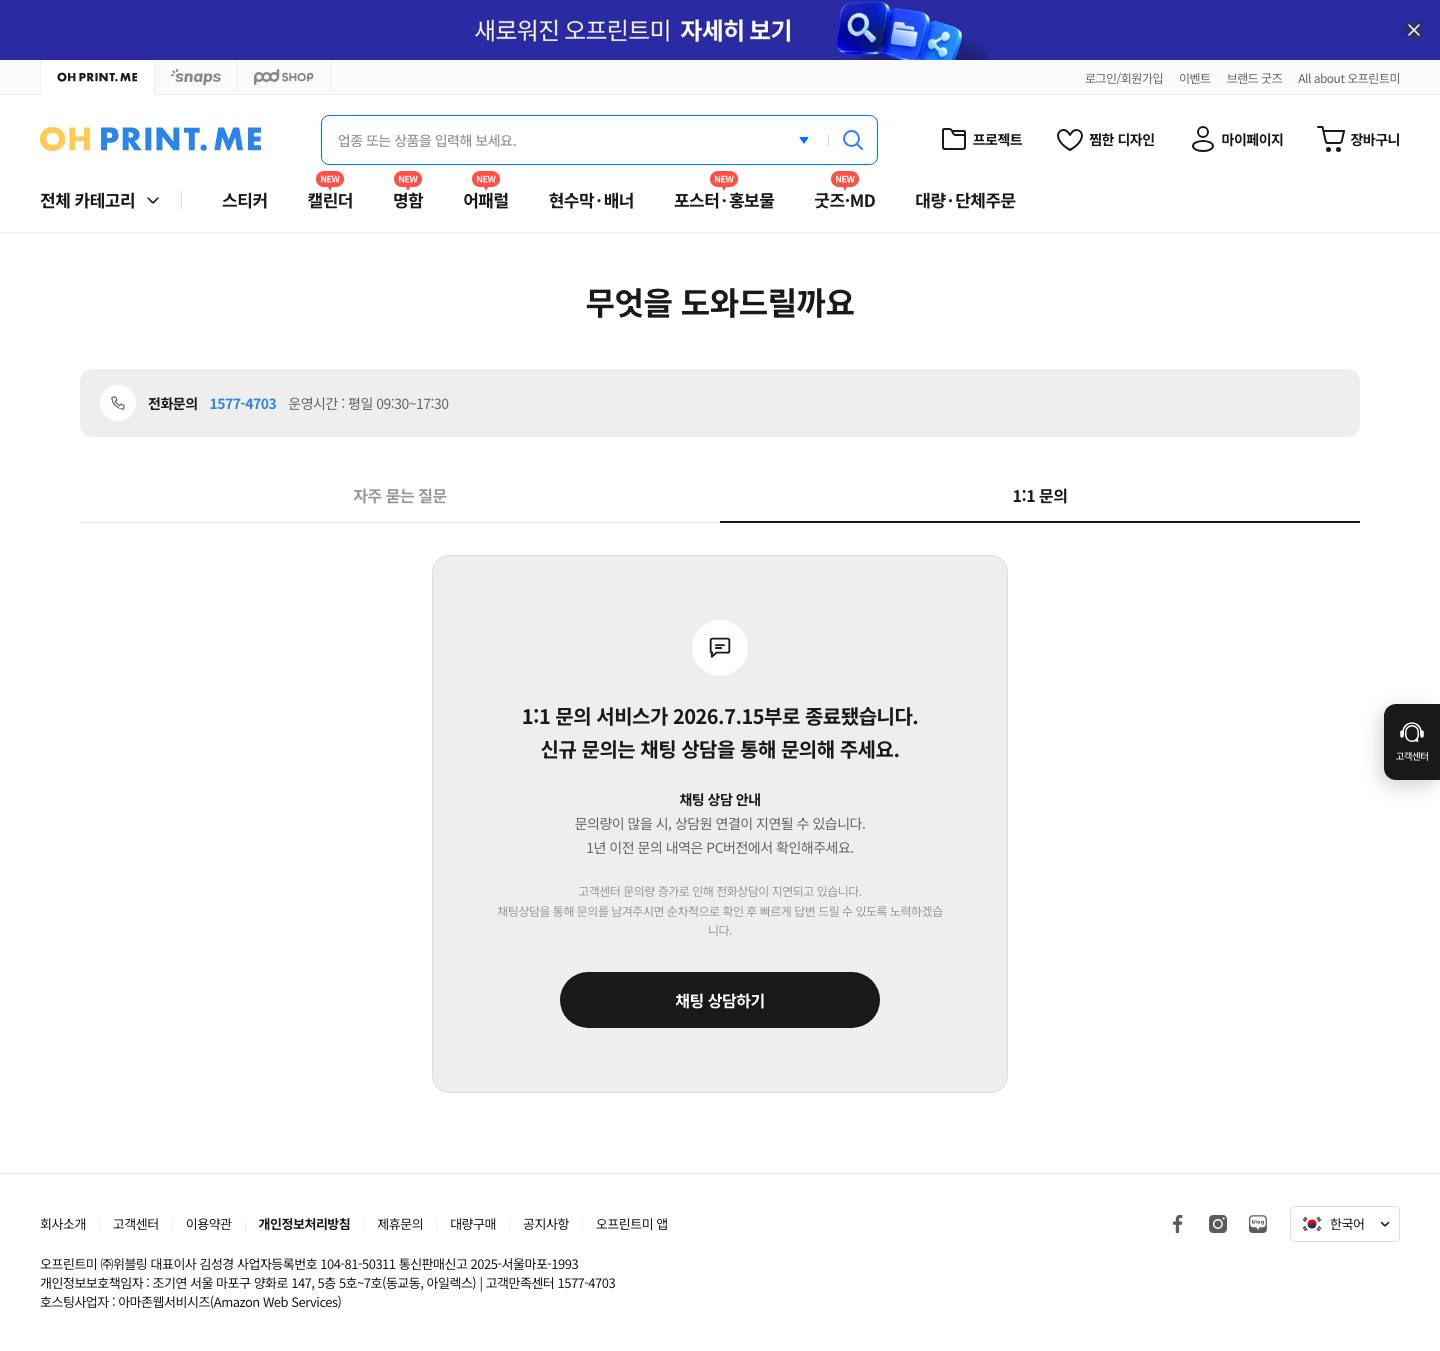 새로워진 오프린트미 자세히 보기
OH PRINT.ME
snaps
pod SHOP
로그인/회원가입
이벤트
브랜드 굿즈
All about 오프린트미
OH PRINT.ME
업종 또는 상품을 입력해 보세요.
프로젝트
찜한 디자인
마이페이지
장바구니
NEW
NEW
NEW
NEW
NEW
전체 카테고리
스티커
캘린더
명함
어패럴
현수막·배너
포스터·홍보물
굿즈·MD
대량·단체주문
무엇을 도와드릴까요
전화문의 1577-4703 운영시간 : 평일 09:30~17:30
자주 묻는 질문
1:1 문의
1:1 문의 서비스가 2026.7.15부로 종료됐습니다.
신규 문의는 채팅 상담을 통해 문의해 주세요.
고객센터
채팅 상담 안내
문의량이 많을 시, 상담원 연결이 지연될 수 있습니다.
1년 이전 문의 내역은 PC버전에서 확인해주세요.
고객센터 문의량 증가로 인해 전화상담이 지연되고 있습니다.
채팅상담을 통해 문의를 남겨주시면 순차적으로 확인 후 빠르게 답변 드릴 수 있도록 노력하겠습
니다.
채팅 상담하기
회사소개
고객센터
이용약관
개인정보처리방침
제휴문의
대량구매
공지사항
오프린트미 앱
blog
한국어
오프린트미 ㈜위블링 대표이사 김성경 사업자등록번호 104-81-50311 통신판매신고 2025-서울마포-1993
개인정보보호책임자 : 조기연 서울 마포구 양화로 147, 5층 5호~7호(동교동, 아일렉스) | 고객만족센터 1577-4703
호스팅사업자 : 아마존웹서비시즈(Amazon Web Services)